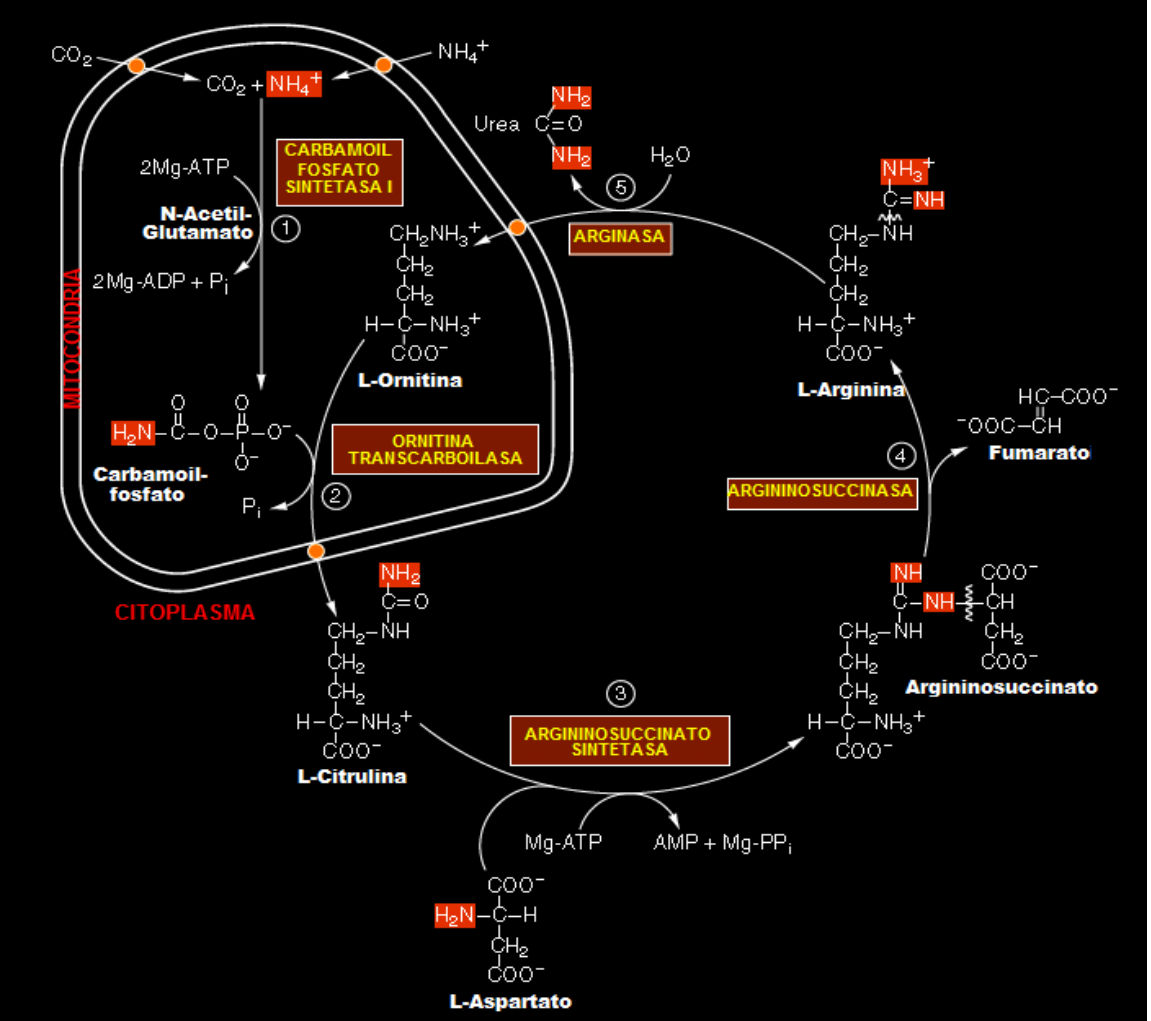 CO₂
NH₄⁺
CO₂ + NH₄⁺
CARBAMOIL
FOSFATO
SINTETASA I
2Mg-ATP
N-Acetil-
Glutamato
1
2Mg-ADP + Pᵢ
MITOCONDRIA
CH₂NH₃⁺
CH₂
CH₂
H–C–NH₃⁺
COO⁻
L-Ornitina
O O
H₂N–C–O–P–O⁻
O⁻
Carbamoil-
fosfato
ORNITINA
TRANSCARBOILASA
2
Pᵢ
CITOPLASMA
NH₂
Urea C=O
NH₂
H₂O
5
ARGINASA
NH₃⁺
C=NH
CH₂–NH
CH₂
CH₂
H–C–NH₃⁺
COO⁻
L-Arginina
HC–COO⁻
⁻OOC–CH
Fumarato
4
ARGININOSUCCINASA
NH₂
C=O
CH₂–NH
CH₂
CH₂
H–C–NH₃⁺
COO⁻
L-Citrulina
3
ARGININOSUCCINATO
SINTETASA
NH COO⁻
C–NH–CH
CH₂–NH CH₂
CH₂ COO⁻
Argininosuccinato
CH₂
H–C–NH₃⁺
COO⁻
Mg-ATP
AMP + Mg-PPᵢ
COO⁻
H₂N–C–H
CH₂
COO⁻
L-Aspartato